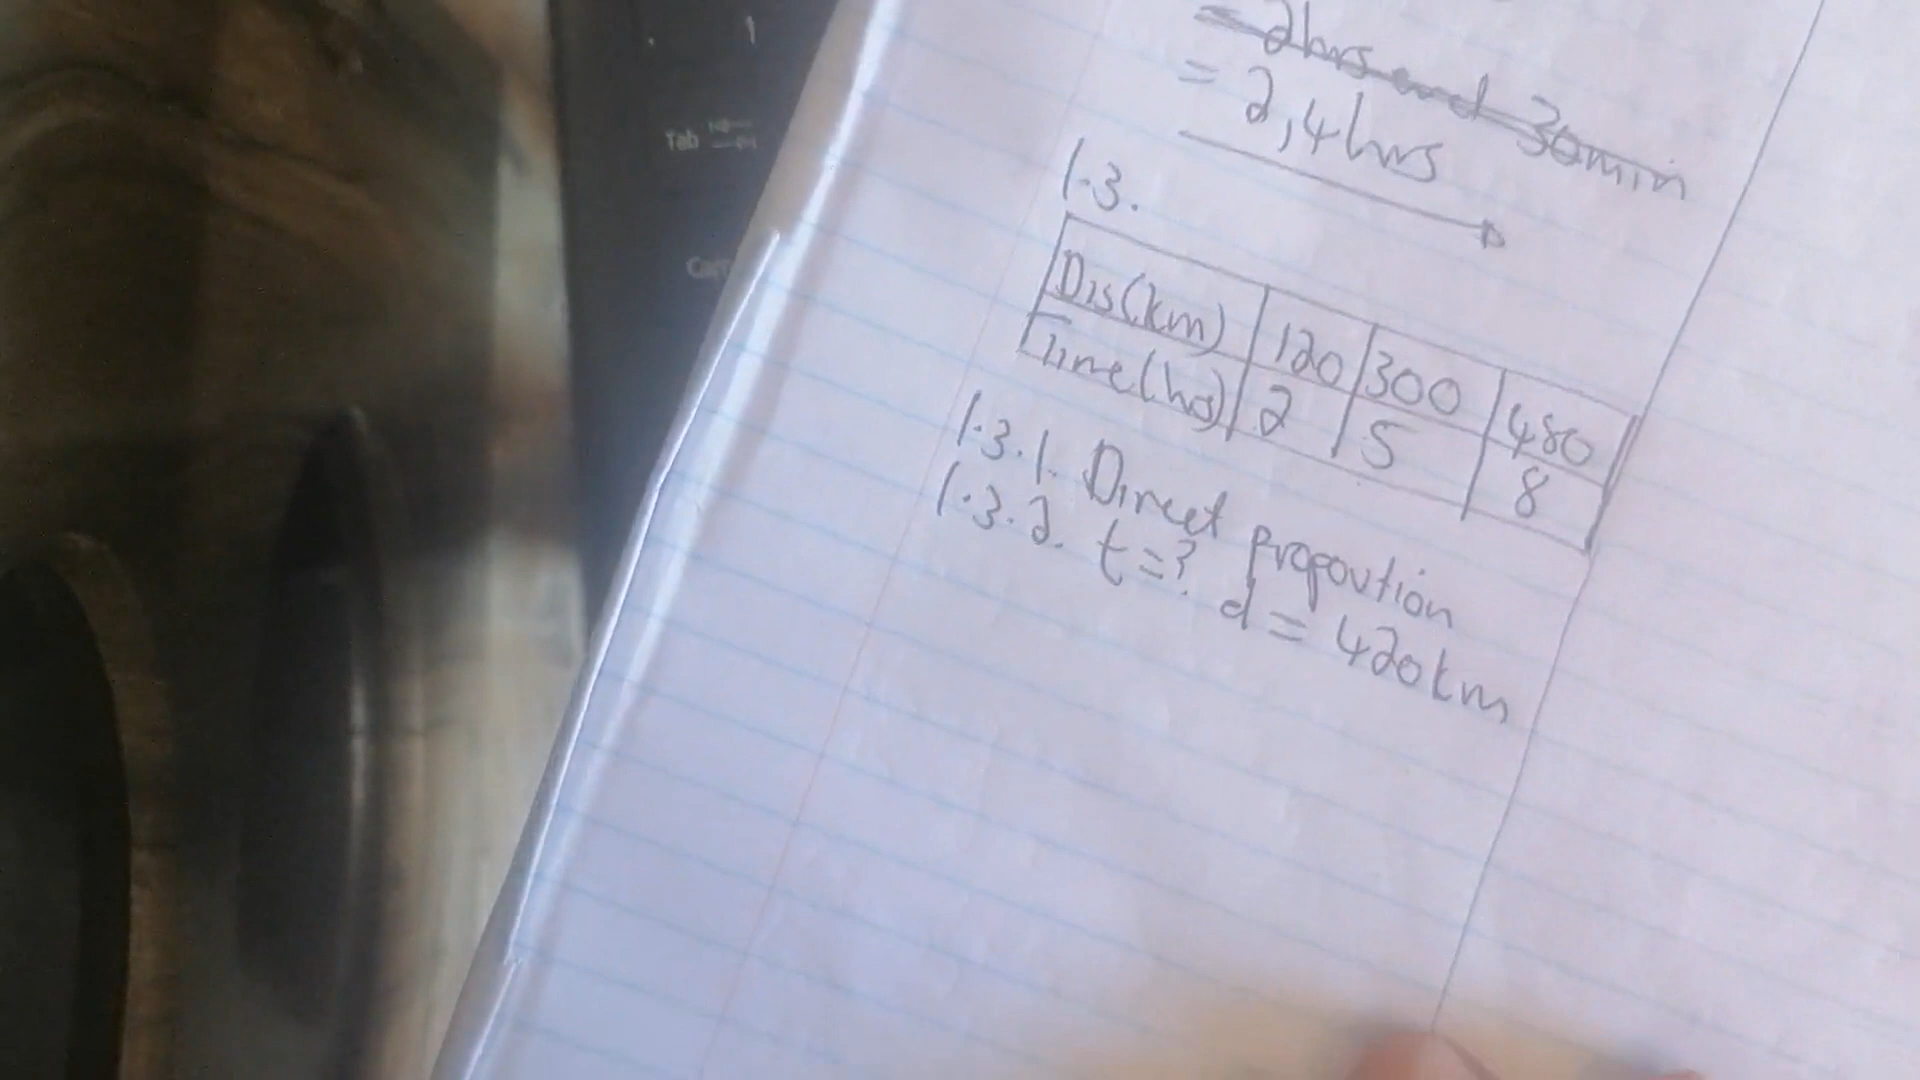 = 2hrs and 30min
= 2,4hrs
1.3.
Dis(km) 120 300 480
Time(hrs) 2 5 8
1.3.1. Direct proportion
1.3.2. t=? d = 420km
Tab